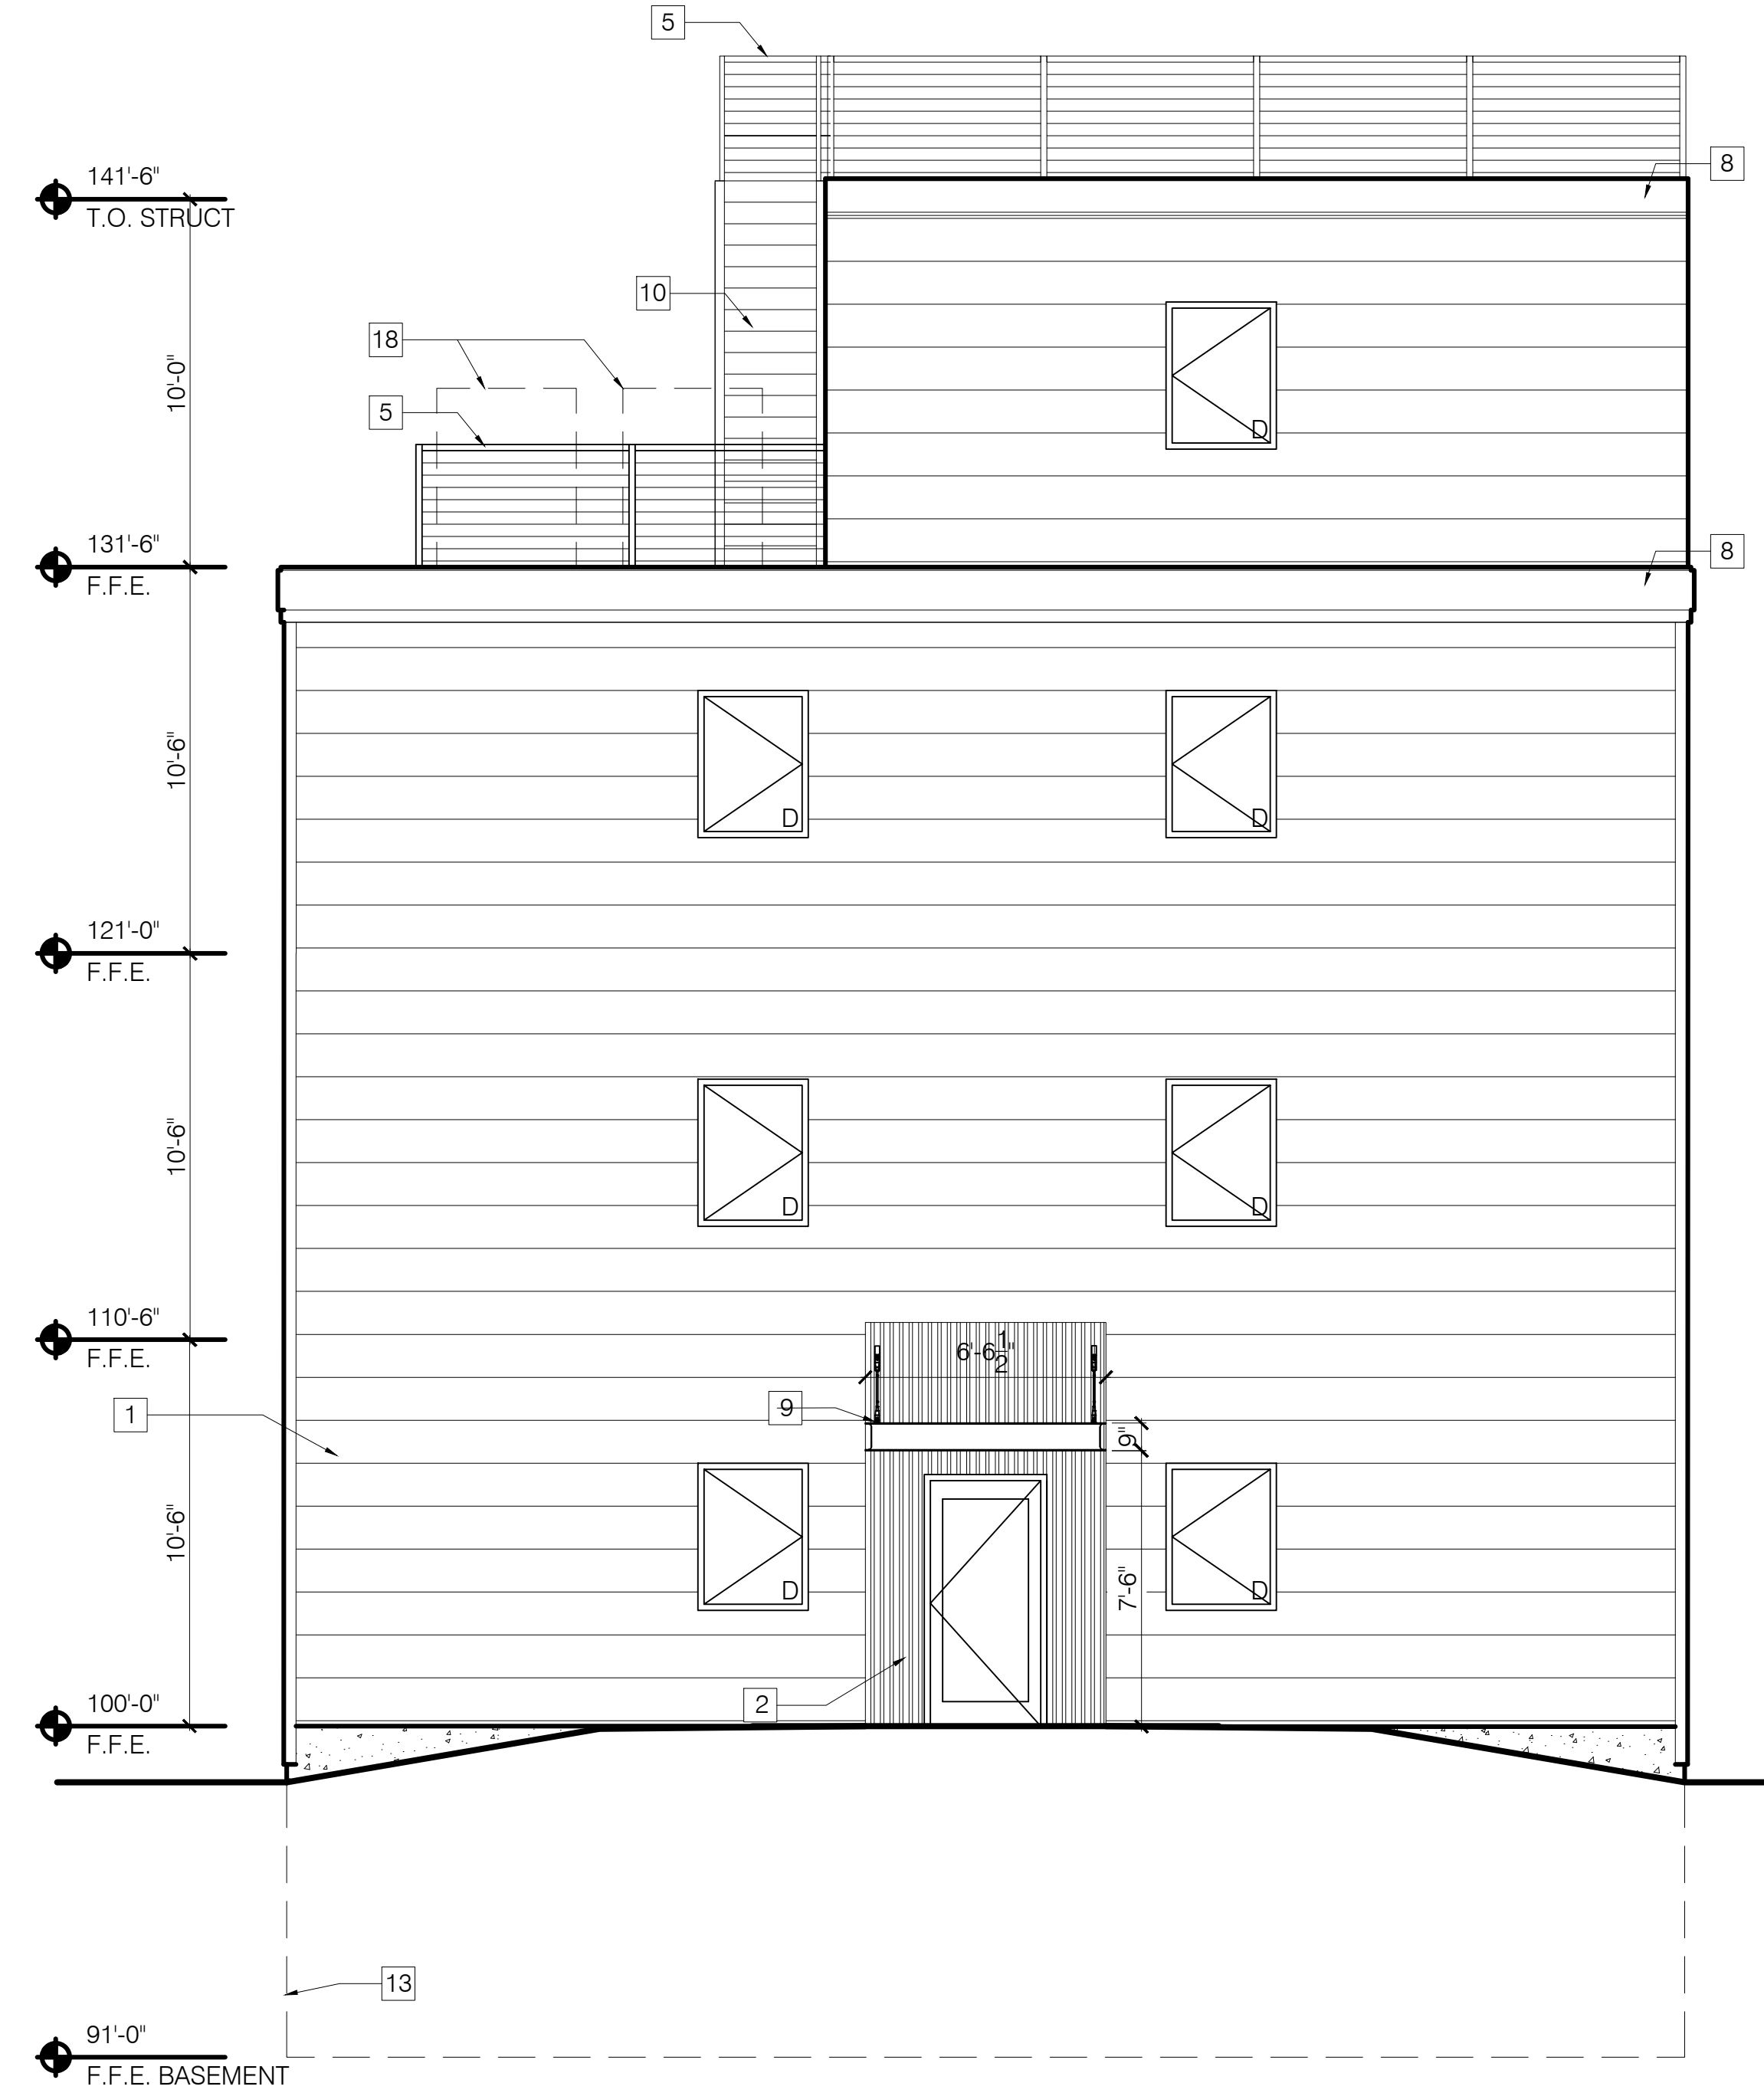 5
141'-6"
T.O. STRUCT
8
10
18
10'-0"
5
131'-6"
F.F.E.
8
D
10'-6"
D
D
121'-0"
F.F.E.
10'-6"
D
D
110'-6"
F.F.E.
6'-6 1/2"
1
9
9"
10'-6"
7'-6"
D
D
2
100'-0"
F.F.E.
13
91'-0"
F.F.E. BASEMENT